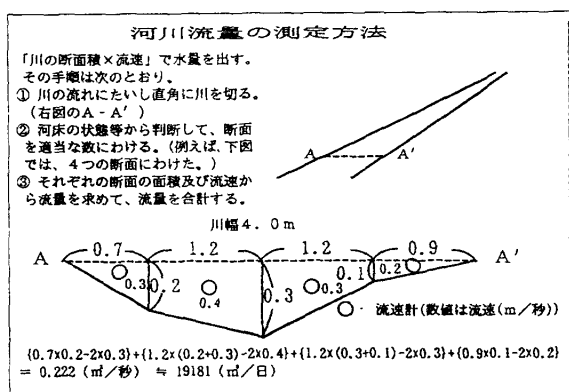 河川流量の測定方法
「川の断面積×流速」で水量を出す。
その手順は次のとおり。
① 川の流れにたいし直角に川を切る。
(右図のA - A′)
② 河床の状態等から判断して、断面
を適当な数にわける。(例えば、下図
では、4つの断面にわけた。)
③ それぞれの断面の面積及び流速か
ら流量を求めて、流量を合計する。
A A′
川幅4.0m
A 0.7 1.2 1.2 0.9 A′
0.3 0.2 0.4 0.3 0.3 0.1 0.2
○ - 流速計(数値は流速(m/秒)
{0.7x0.2-2x0.3}+{1.2x(0.2+0.3)-2x0.4}+{1.2x(0.3+0.1)-2x0.3}+{0.9x0.1-2x0.2}
= 0.222 (㎥/秒) ≒ 19181 (㎥/日)